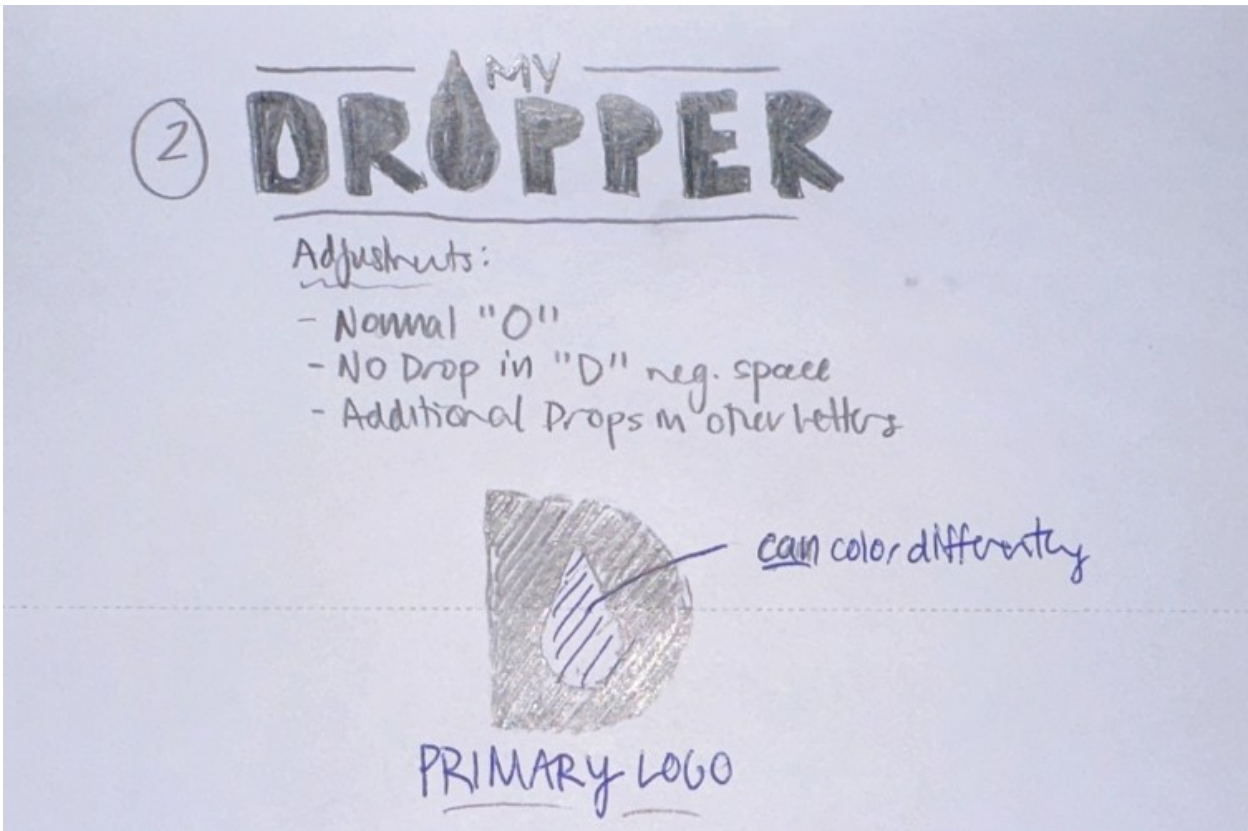 MY
2 DROPPER
Adjustments:
- Normal "O"
- No Drop in "D" neg. space
- Additional Drops in other letters
D
can color differently
PRIMARY LOGO